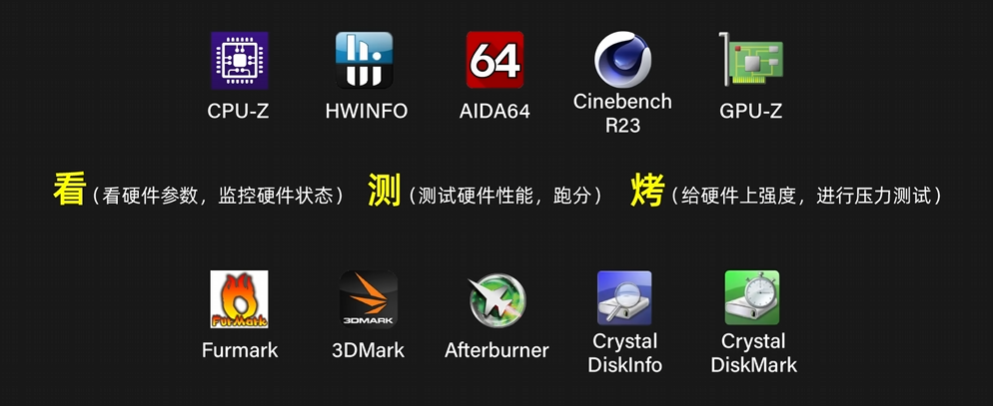 64
CPU-Z
HWINFO
AIDA64
Cinebench
R23
GPU-Z
看（看硬件参数，监控硬件状态） 测（测试硬件性能，跑分） 烤（给硬件上强度，进行压力测试）
FurMark
3DMARK
Furmark
3DMark
Afterburner
Crystal
DiskInfo
Crystal
DiskMark